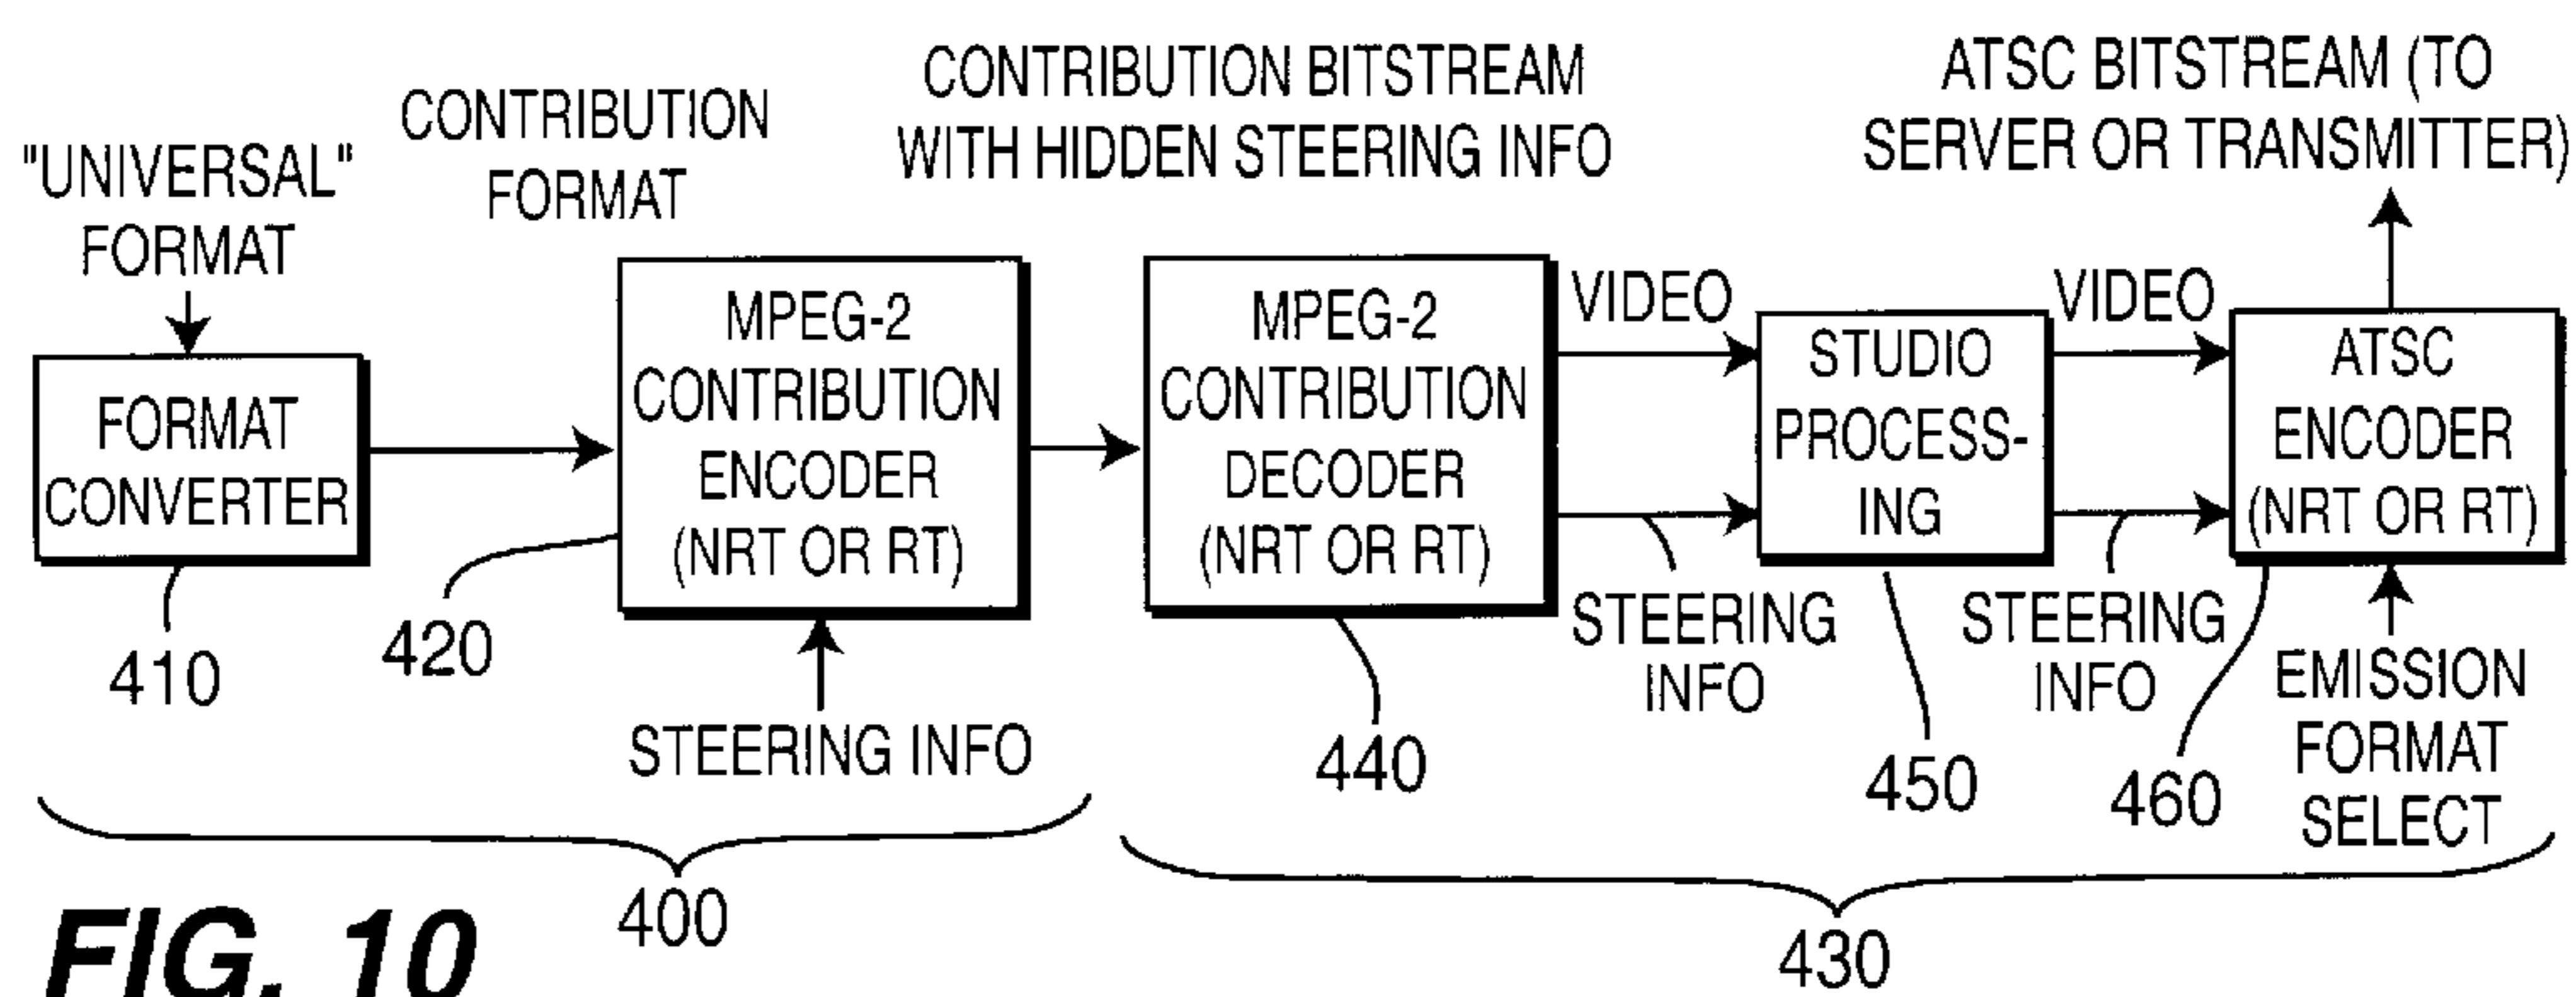 "UNIVERSAL"
FORMAT
CONTRIBUTION
FORMAT
CONTRIBUTION BITSTREAM
WITH HIDDEN STEERING INFO
ATSC BITSTREAM (TO
SERVER OR TRANSMITTER)
FORMAT
CONVERTER
410
MPEG-2
CONTRIBUTION
ENCODER
(NRT OR RT)
420
STEERING INFO
MPEG-2
CONTRIBUTION
DECODER
(NRT OR RT)
440
VIDEO
STEERING
INFO
STUDIO
PROCESS-
ING
450
VIDEO
STEERING
INFO
ATSC
ENCODER
(NRT OR RT)
460
EMISSION
FORMAT
SELECT
400
430
FIG. 10